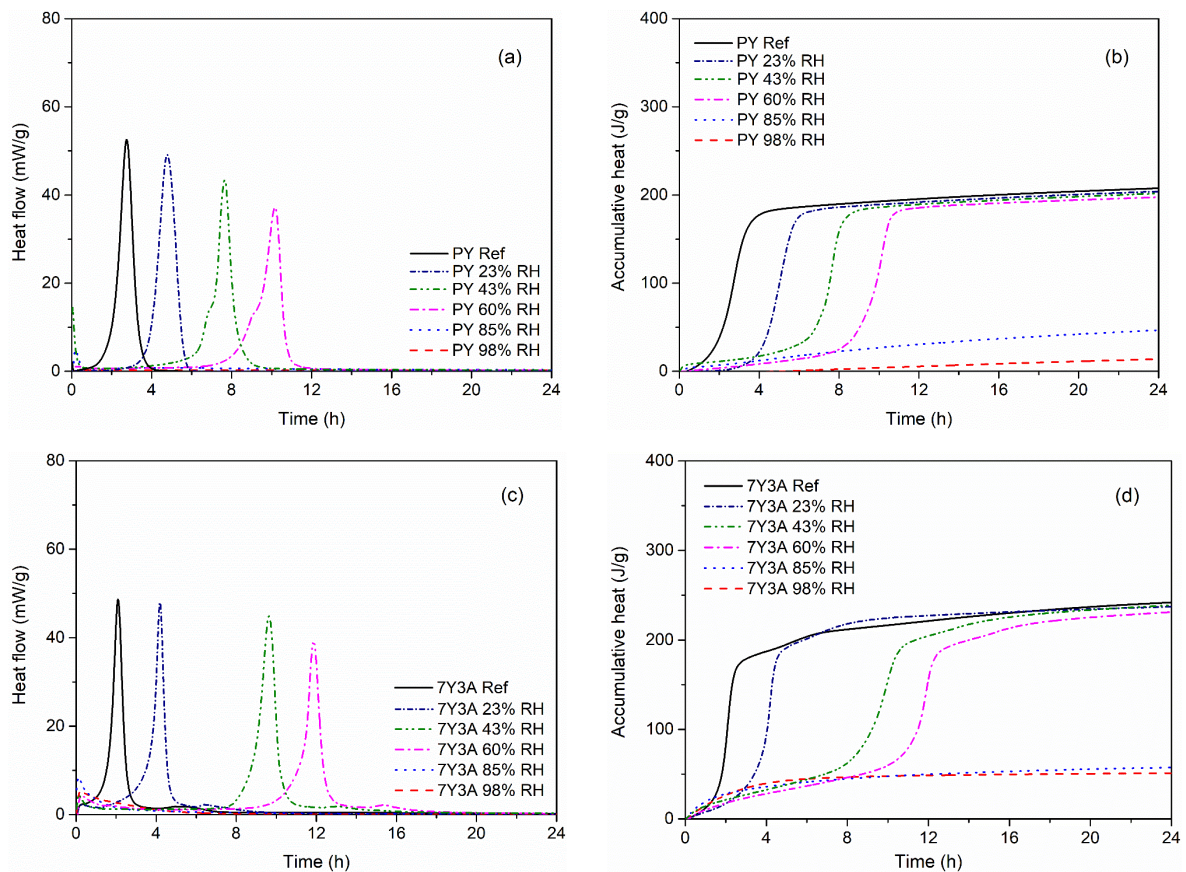 80
60
40
20
0
Heat flow (mW/g)
(a)
PY Ref
PY 23% RH
PY 43% RH
PY 60% RH
PY 85% RH
PY 98% RH
0 4 8 12 16 20 24
Time (h)
400
300
200
100
0
Accumulative heat (J/g)
(b)
PY Ref
PY 23% RH
PY 43% RH
PY 60% RH
PY 85% RH
PY 98% RH
0 4 8 12 16 20 24
Time (h)
80
60
40
20
0
Heat flow (mW/g)
(c)
7Y3A Ref
7Y3A 23% RH
7Y3A 43% RH
7Y3A 60% RH
7Y3A 85% RH
7Y3A 98% RH
0 4 8 12 16 20 24
Time (h)
400
300
200
100
0
Accumulative heat (J/g)
(d)
7Y3A Ref
7Y3A 23% RH
7Y3A 43% RH
7Y3A 60% RH
7Y3A 85% RH
7Y3A 98% RH
0 4 8 12 16 20 24
Time (h)